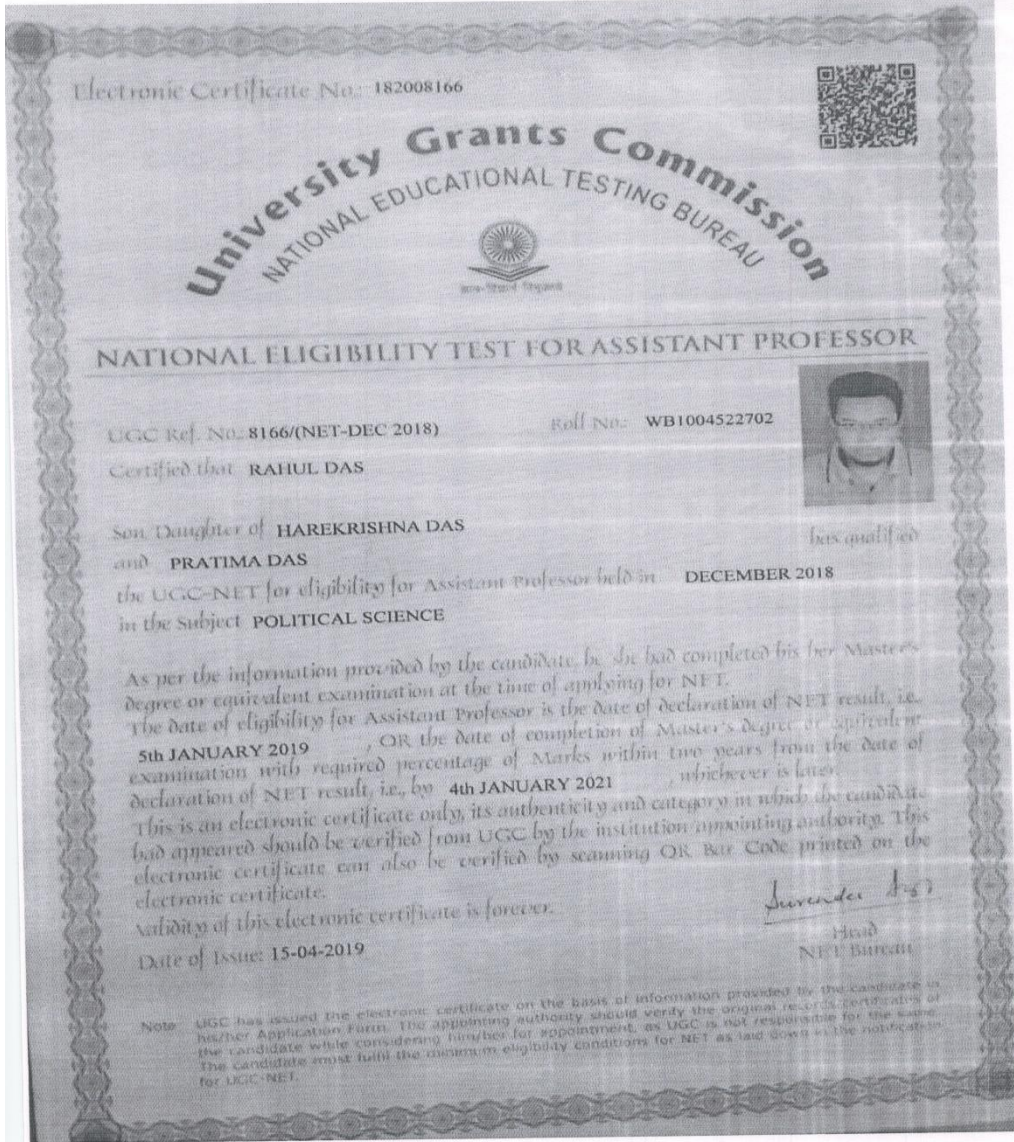 Electronic Certificate No.: 182008166
University Grants Commission
NATIONAL EDUCATIONAL TESTING BUREAU
ज्ञान-विज्ञान विमुक्तये
NATIONAL ELIGIBILITY TEST FOR ASSISTANT PROFESSOR
UGC Ref. No.: 8166/(NET-DEC 2018) Roll No.: WB1004522702
Certified that RAHUL DAS
Son/Daughter of HAREKRISHNA DAS
and PRATIMA DAS has qualified
the UGC-NET for eligibility for Assistant Professor held in DECEMBER 2018
in the Subject POLITICAL SCIENCE
As per the information provided by the candidate, he/she had completed his/her Master's
degree or equivalent examination at the time of applying for NET.
The date of eligibility for Assistant Professor is the date of declaration of NET result, i.e.,
5th JANUARY 2019 , OR the date of completion of Master's degree or equivalent
examination with required percentage of Marks within two years from the date of
declaration of NET result, i.e., by 4th JANUARY 2021 , whichever is later.
This is an electronic certificate only, its authenticity and category in which the candidate
had appeared should be verified from UGC by the institution/appointing authority. This
electronic certificate can also be verified by scanning QR Bar Code printed on the
electronic certificate.
Validity of this electronic certificate is forever.
Date of Issue: 15-04-2019
Surender
Head
NET Bureau
Note UGC has issued the electronic certificate on the basis of information provided by the candidate in
his/her Application Form. The appointing authority should verify the original records/certificates of
the candidate while considering him/her for appointment, as UGC is not responsible for the same.
The candidate must fulfil the minimum eligibility conditions for NET as laid down in the notification
for UGC-NET.